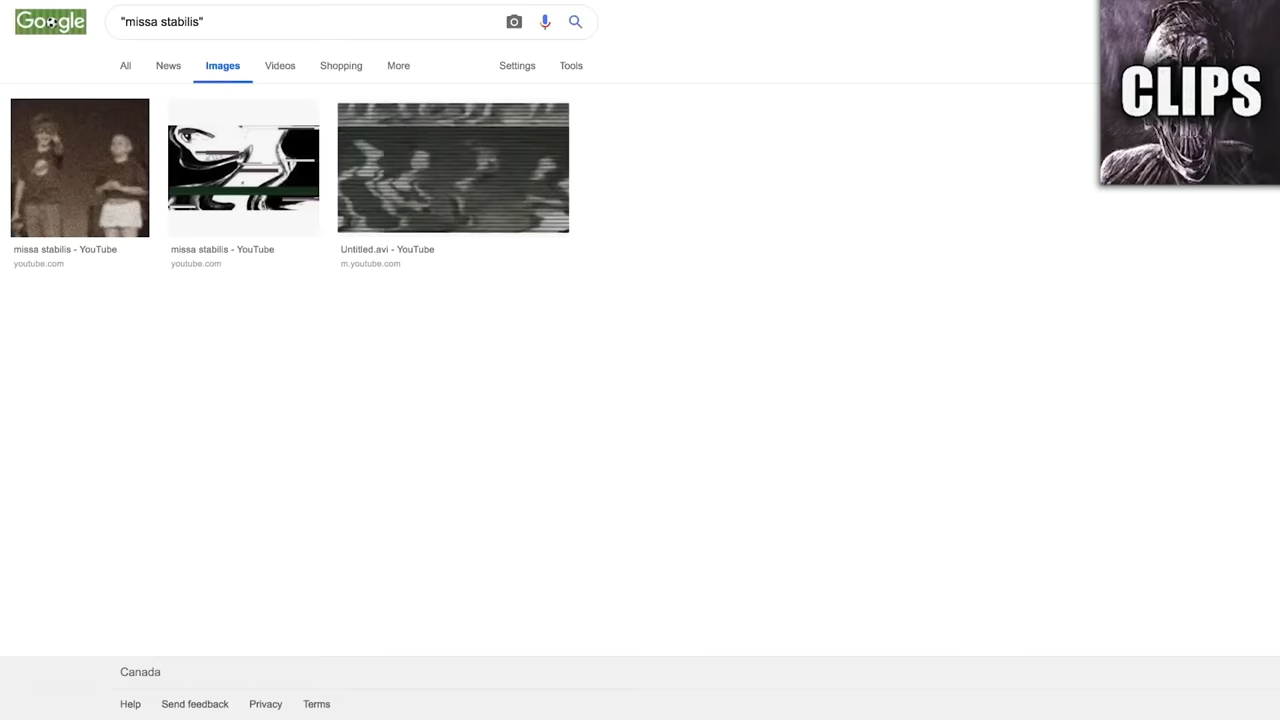 Google
"missa stabilis"
CLIPS
All News Images Videos Shopping More Settings Tools
missa stabilis - YouTube
youtube.com
missa stabilis - YouTube
youtube.com
Untitled.avi - YouTube
m.youtube.com
Canada
Help Send feedback Privacy Terms